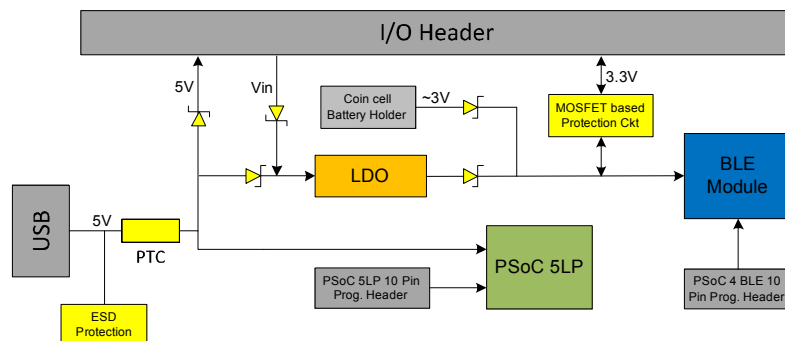 I/O Header
5V
Vin
Coin cell
Battery Holder
~3V
3.3V
MOSFET based
Protection Ckt
LDO
BLE
Module
USB
5V
PTC
PSoC 5LP
PSoC 5LP 10 Pin
Prog. Header
PSoC 4 BLE 10
Pin Prog. Header
ESD
Protection